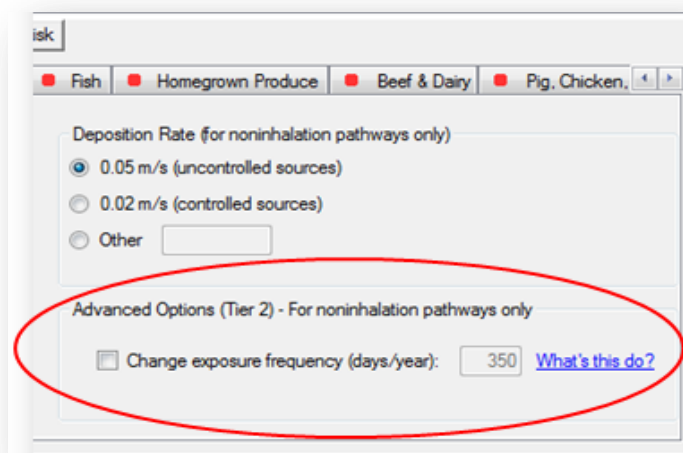 isk
Fish Homegrown Produce Beef & Dairy Pig, Chicken,
Deposition Rate (for noninhalation pathways only)
0.05 m/s (uncontrolled sources)
0.02 m/s (controlled sources)
Other
Advanced Options (Tier 2) - For noninhalation pathways only
Change exposure frequency (days/year): 350 What's this do?